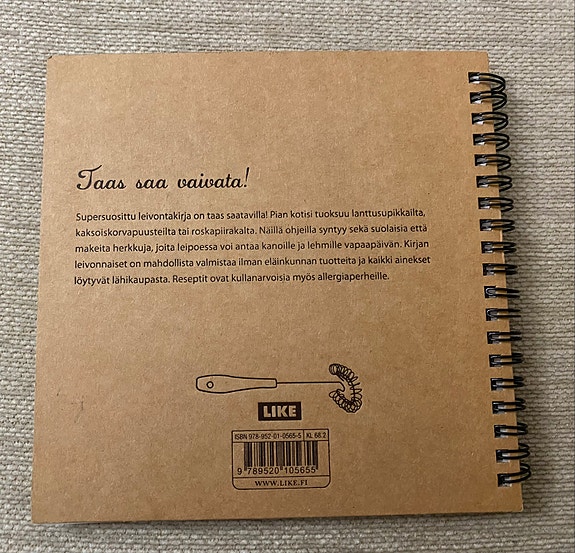 Taas saa vaivata!
Supersuosittu leivontakirja on taas saatavilla! Pian kotisi tuoksuu lanttusupikkailta,
kaksoiskorvapuusteilta tai roskapiirakalta. Näillä ohjeilla syntyy sekä suolaisia että
makeita herkkuja, joita leipoessa voi antaa kanoille ja lehmille vapaapäivän. Kirjan
leivonnaiset on mahdollista valmistaa ilman eläinkunnan tuotteita ja kaikki ainekset
löytyvät lähikaupasta. Reseptit ovat kullanarvoisia myös allergiaperheille.
LIKE
ISBN 978-952-01-0565-5 KL 68.2
9 789520 105655
WWW.LIKE.FI